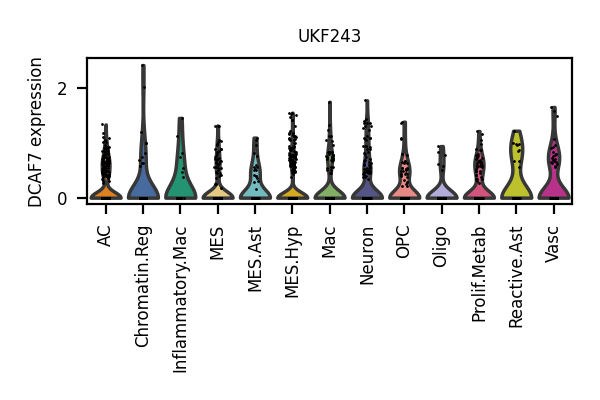 UKF243
DCAF7 expression
2
0
AC
Chromatin.Reg
Inflammatory.Mac
MES
MES.Ast
MES.Hyp
Mac
Neuron
OPC
Oligo
Prolif.Metab
Reactive.Ast
Vasc